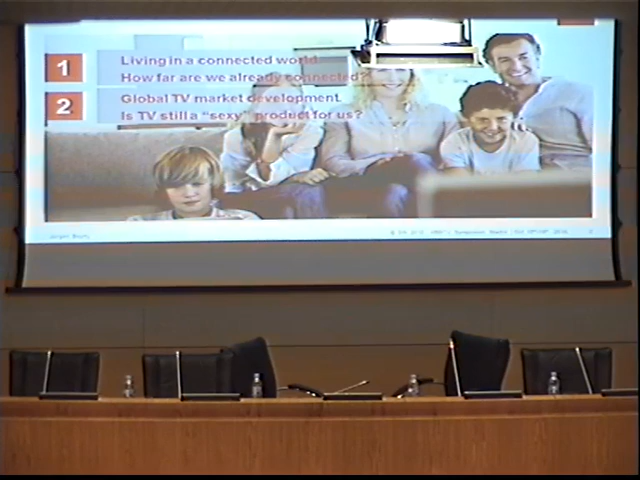 1 Living in a connected world.
How far are we already connected?
2 Global TV market development.
Is TV still a "sexy" product for us?